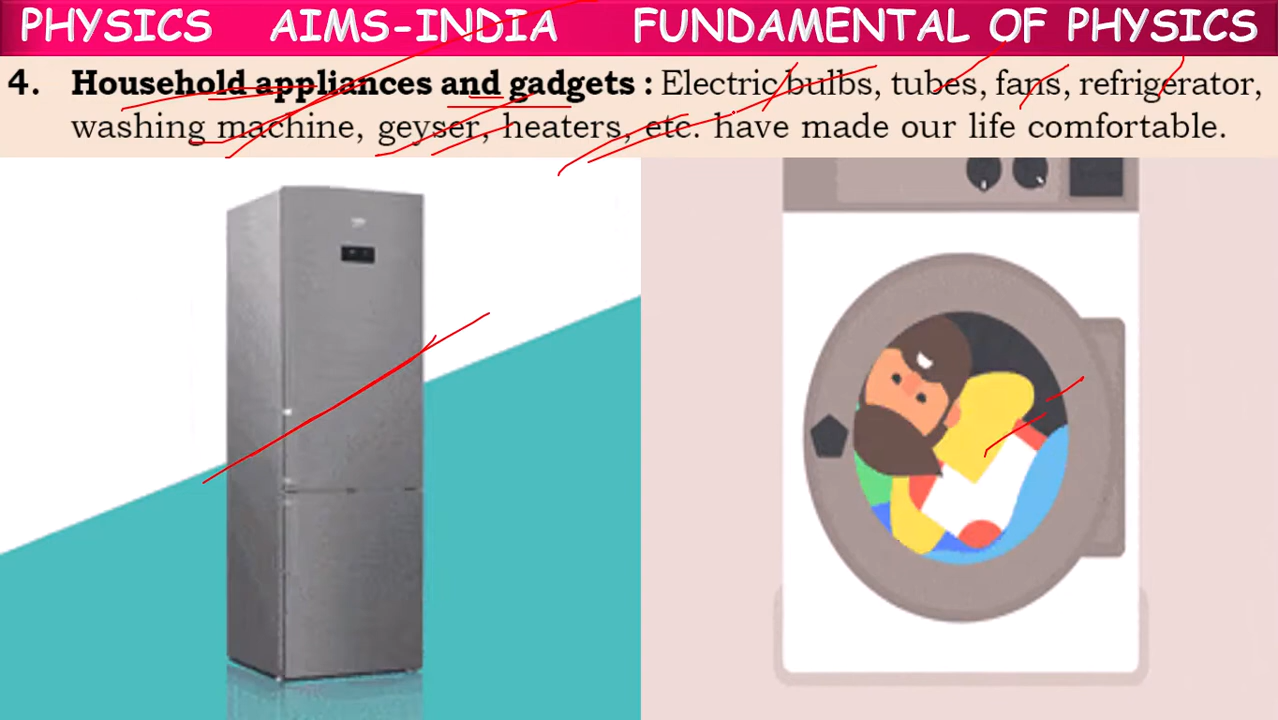 PHYSICS AIMS-INDIA FUNDAMENTAL OF PHYSICS
4. Household appliances and gadgets : Electric bulbs, tubes, fans, refrigerator,
washing machine, geyser, heaters, etc. have made our life comfortable.